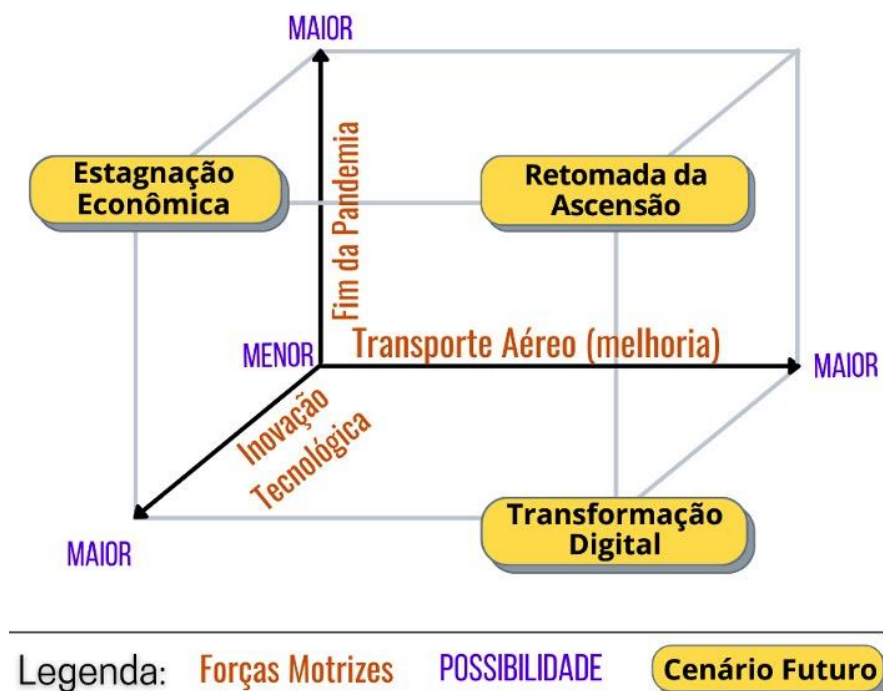 MAIOR
Estagnação
Econômica
Retomada da
Ascensão
Fim da Pandemia
MENOR
Transporte Aéreo (melhoria)
MAIOR
Inovação
Tecnológica
Transformação
Digital
MAIOR
Legenda: Forças Motrizes POSSIBILIDADE Cenário Futuro